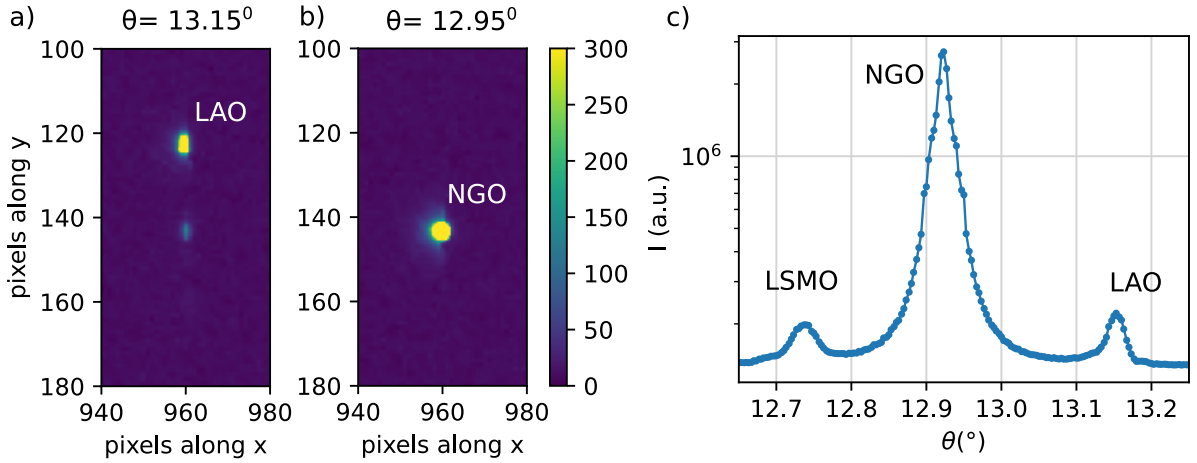 a)
θ= 13.15⁰
b)
θ= 12.95⁰
c)
100
120
140
160
180
pixels along y
LAO
940
960
980
pixels along x
100
120
140
160
180
NGO
940
960
980
pixels along x
300
250
200
150
100
50
0
I (a.u.)
10⁶
NGO
LSMO
LAO
12.7
12.8
12.9
13.0
13.1
13.2
θ(°)